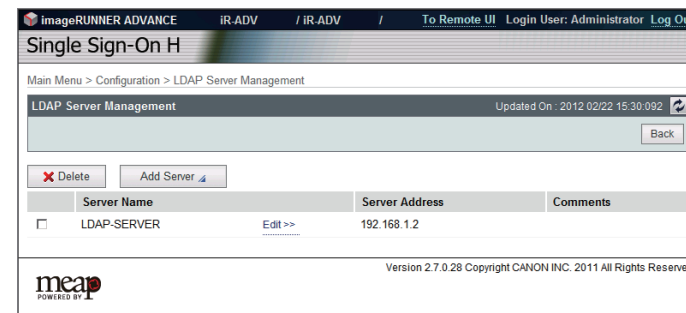 imageRUNNER ADVANCE iR-ADV / iR-ADV / To Remote UI Login User: Administrator Log Ou
Single Sign-On H
Main Menu > Configuration > LDAP Server Management
LDAP Server Management Updated On : 2012 02/22 15:30:092
Back
Delete Add Server
Server Name Server Address Comments
LDAP-SERVER Edit >> 192.168.1.2
Version 2.7.0.28 Copyright CANON INC. 2011 All Rights Reserve
meap
POWERED BY